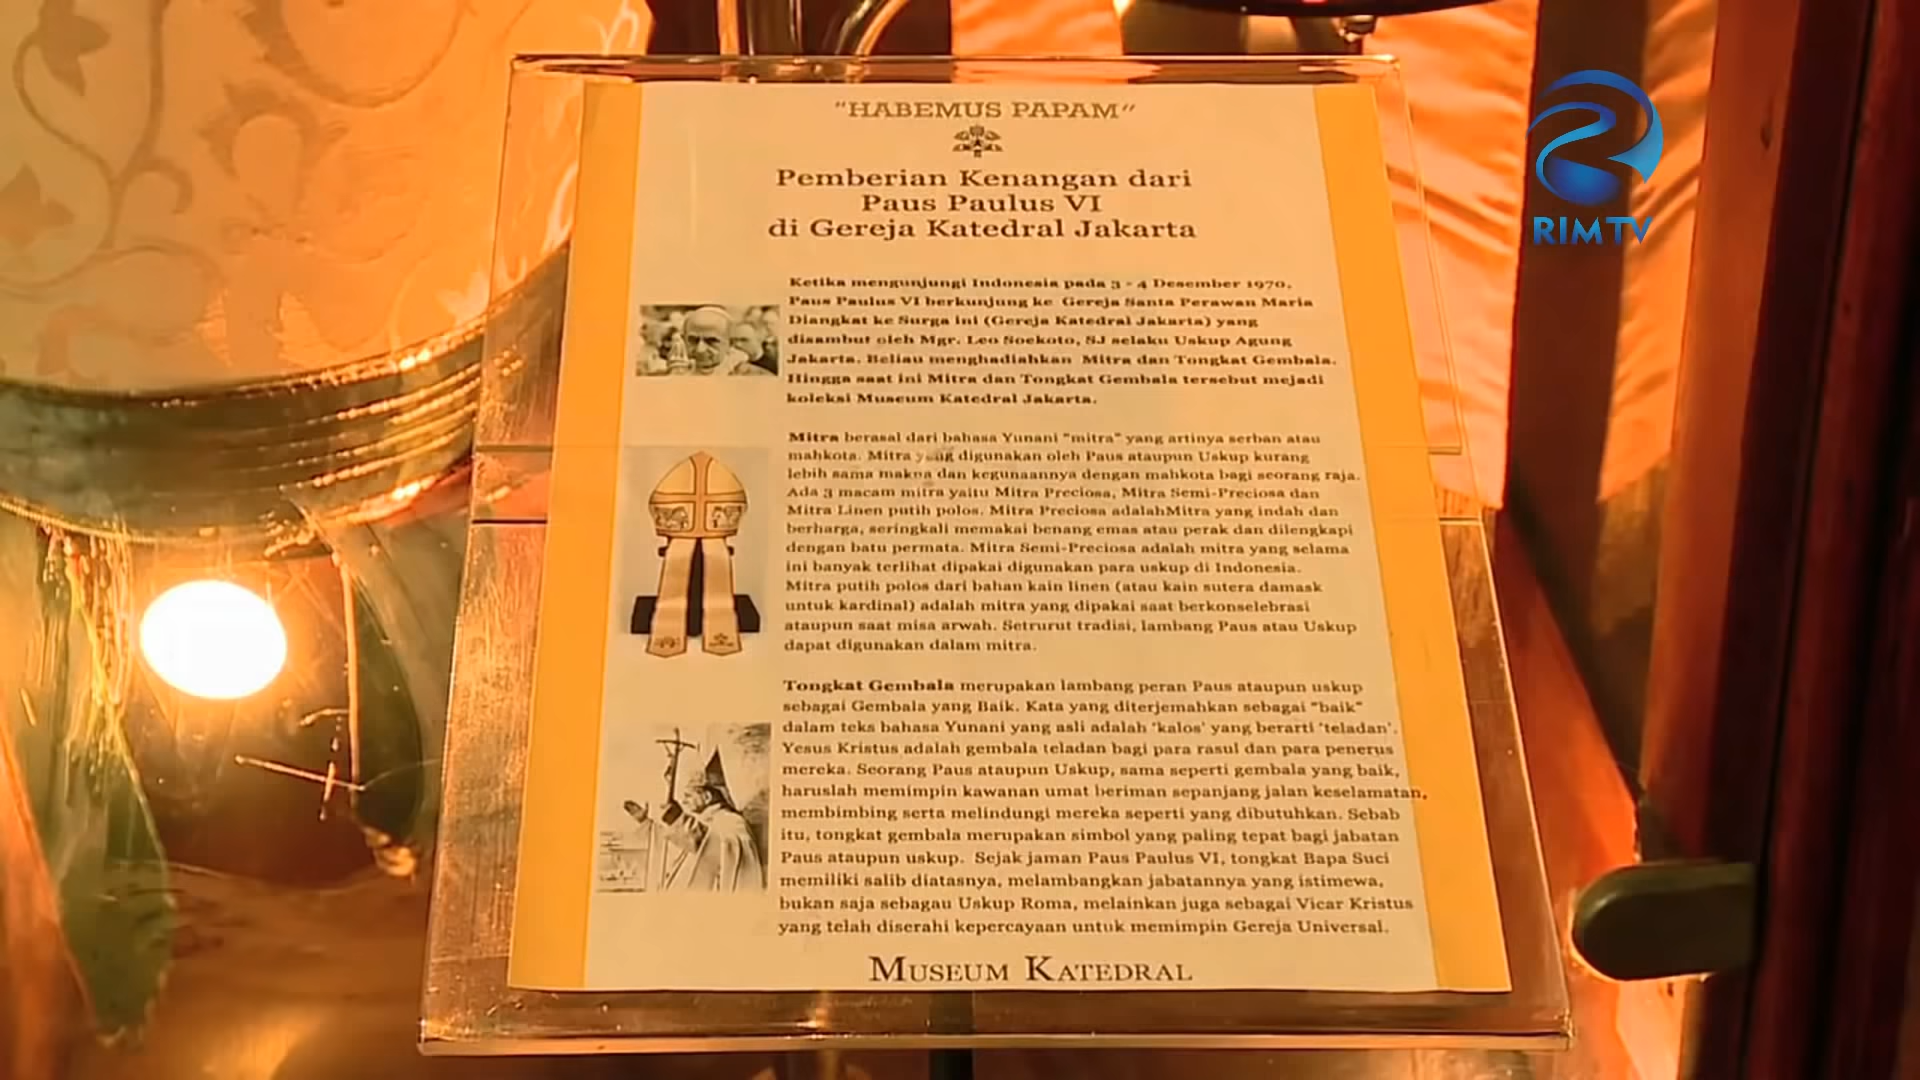 "HABEMUS PAPAM"
Pemberian Kenangan dari
Paus Paulus VI
di Gereja Katedral Jakarta
Ketika mengunjungi Indonesia pada 3 - 4 Desember 1970,
Paus Paulus VI berkunjung ke Gereja Santa Perawan Maria
Diangkat ke Surga ini (Gereja Katedral Jakarta) yang
disambut oleh Mgr. Leo Soekoto, SJ selaku Uskup Agung
Jakarta. Beliau menghadiahkan Mitra dan Tongkat Gembala.
Hingga saat ini Mitra dan Tongkat Gembala tersebut mejadi
koleksi Museum Katedral Jakarta.
Mitra berasal dari bahasa Yunani "mitra" yang artinya serban atau
mahkota. Mitra yang digunakan oleh Paus ataupun Uskup kurang
lebih sama makna dan kegunaannya dengan mahkota bagi seorang raja.
Ada 3 macam mitra yaitu Mitra Preciosa, Mitra Semi-Preciosa dan
Mitra Linen putih polos. Mitra Preciosa adalahMitra yang indah dan
berharga, seringkali memakai benang emas atau perak dan dilengkapi
dengan batu permata. Mitra Semi-Preciosa adalah mitra yang selama
ini banyak terlihat dipakai digunakan para uskup di Indonesia.
Mitra putih polos dari bahan kain linen (atau kain sutera damask
untuk kardinal) adalah mitra yang dipakai saat berkonselebrasi
ataupun saat misa arwah. Setrurut tradisi, lambang Paus atau Uskup
dapat digunakan dalam mitra.
Tongkat Gembala merupakan lambang peran Paus ataupun uskup
sebagai Gembala yang Baik. Kata yang diterjemahkan sebagai "baik"
dalam teks bahasa Yunani yang asli adalah 'kalos' yang berarti 'teladan'.
Yesus Kristus adalah gembala teladan bagi para rasul dan para penerus
mereka. Seorang Paus ataupun Uskup, sama seperti gembala yang baik,
haruslah memimpin kawanan umat beriman sepanjang jalan keselamatan,
membimbing serta melindungi mereka seperti yang dibutuhkan. Sebab
itu, tongkat gembala merupakan simbol yang paling tepat bagi jabatan
Paus ataupun uskup. Sejak jaman Paus Paulus VI, tongkat Bapa Suci
memiliki salib diatasnya, melambangkan jabatannya yang istimewa,
bukan saja sebagau Uskup Roma, melainkan juga sebagai Vicar Kristus
yang telah diserahi kepercayaan untuk memimpin Gereja Universal.
MUSEUM KATEDRAL
RIMTV